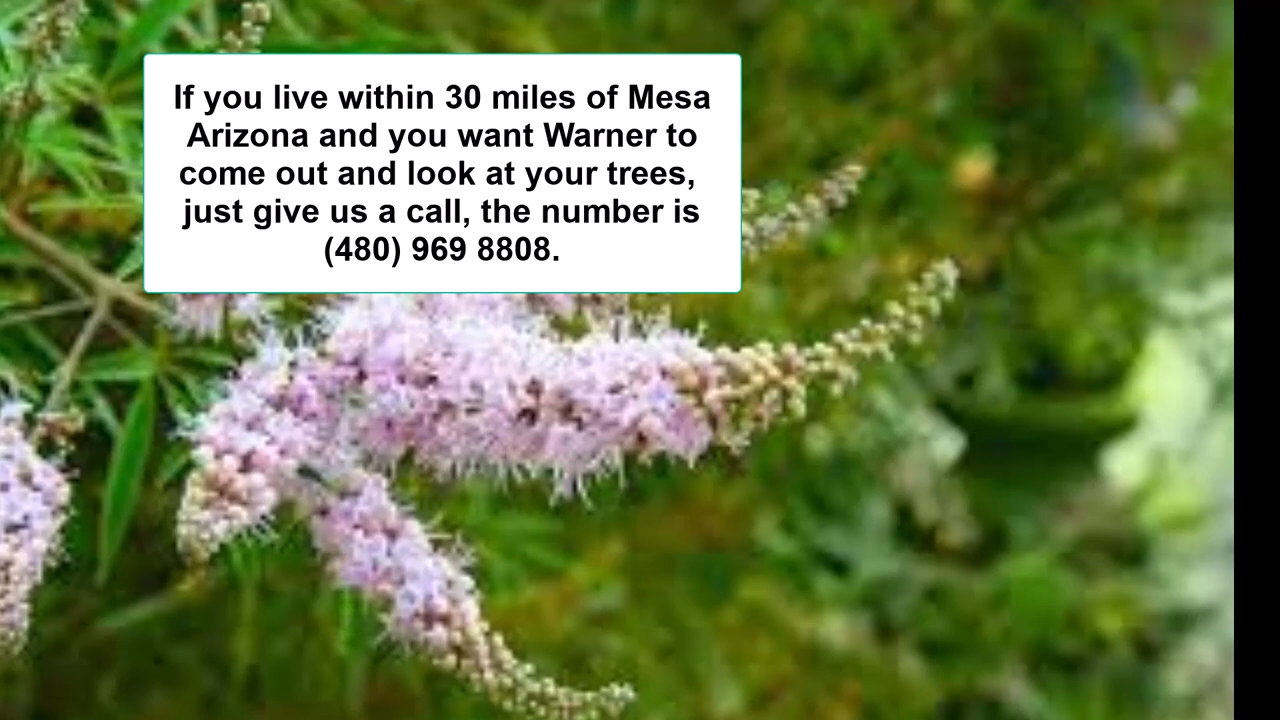 If you live within 30 miles of Mesa
Arizona and you want Warner to
come out and look at your trees,
just give us a call, the number is
(480) 969 8808.